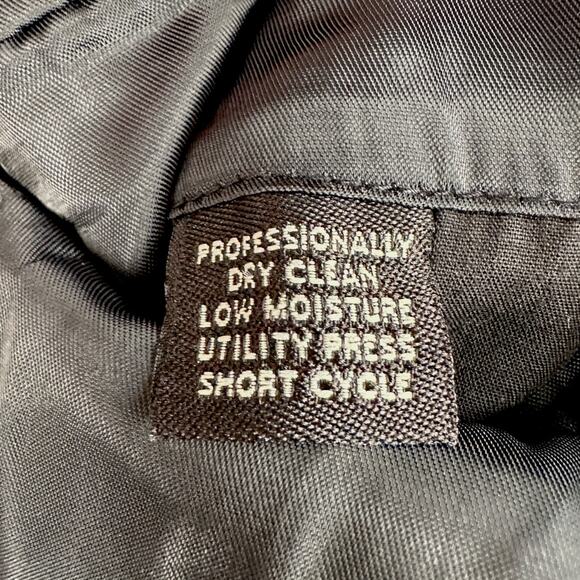 PROFESSIONALLY
DRY CLEAN
LOW MOISTURE
UTILITY PRESS
SHORT CYCLE